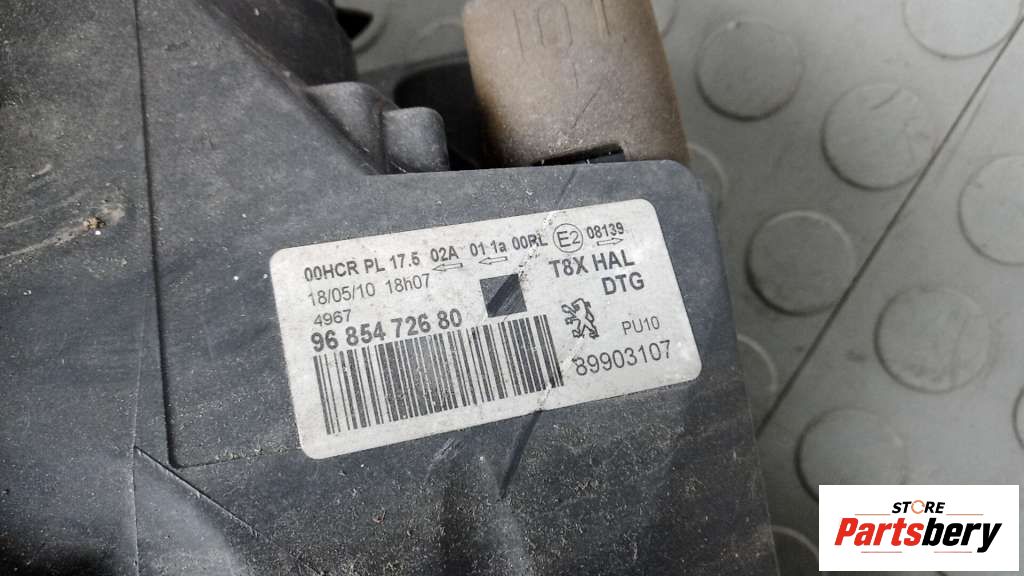 00HCR PL 17.5 02A 01 1a 00RL E2 08139
18/05/10 18h07
4967
96 854 726 80
T8X HAL
DTG
PU10
89903107
101
STORE
Partsbery